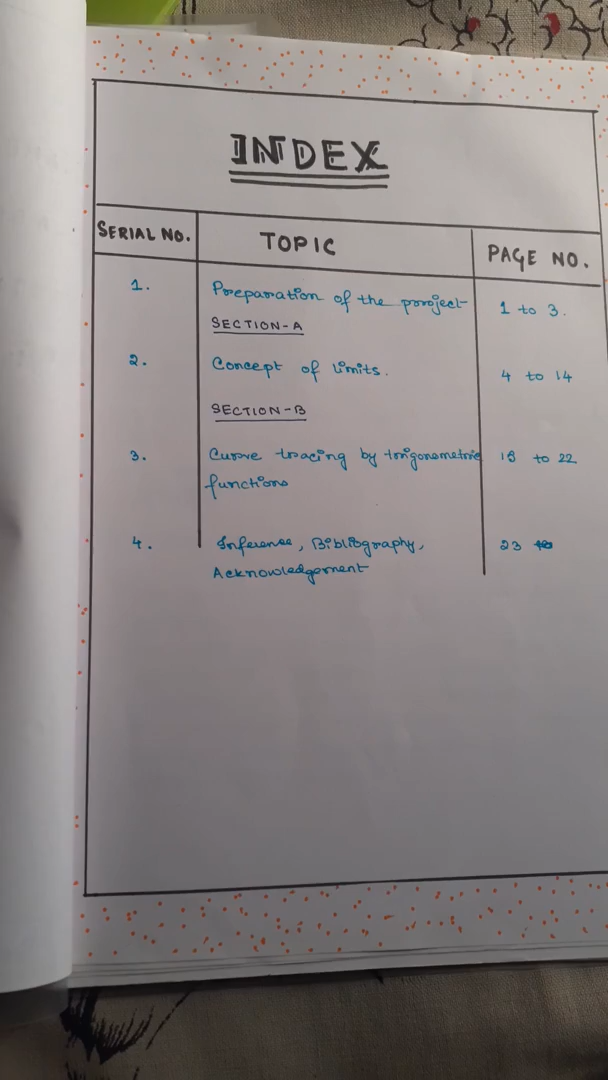 INDEX
SERIAL NO. TOPIC PAGE NO.
1. Preparation of the project 1 to 3.
SECTION-A
2. Concept of limits. 4 to 14
SECTION-B
3. Curve tracing by trigonometric to 22
functions
4. Inference, Bibliography, 23
Acknowledgement